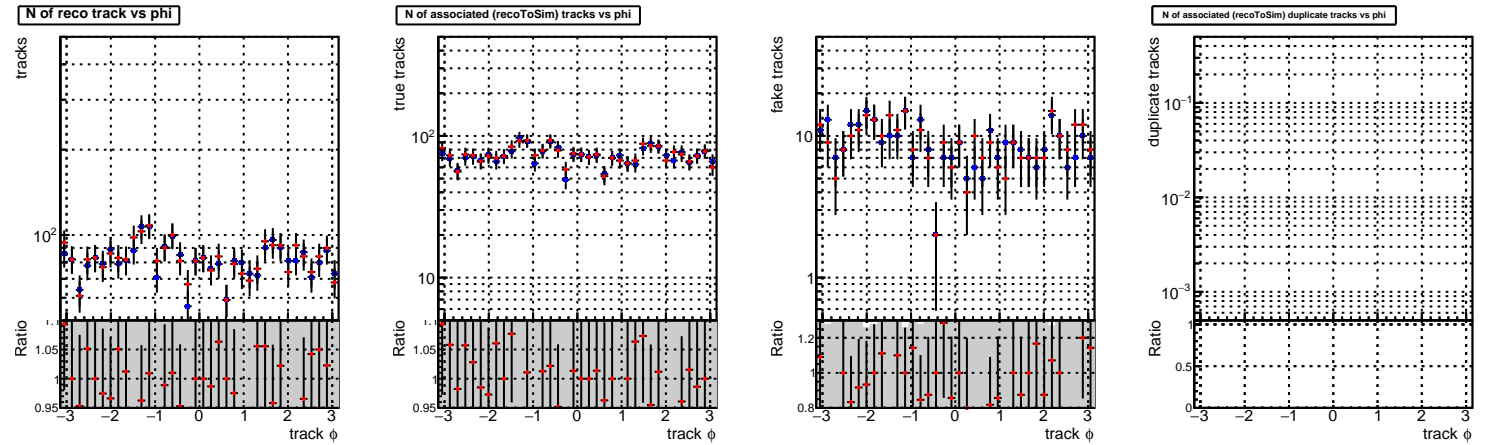 N of reco track vs phi
tracks
10²
Ratio
1.1
1.05
1
0.95
−3 −2 −1 0 1 2 3
track ϕ
N of associated (recoToSim) tracks vs phi
true tracks
10²
10
Ratio
1.1
1.05
1
0.95
−3 −2 −1 0 1 2 3
track ϕ
fake tracks
10
1
Ratio
1.2
1
0.8
−3 −2 −1 0 1 2 3
track ϕ
N of associated (recoToSim) duplicate tracks vs phi
duplicate tracks
10⁻¹
10⁻²
10⁻³
Ratio
1
0.5
0
−3 −2 −1 0 1 2 3
track ϕ